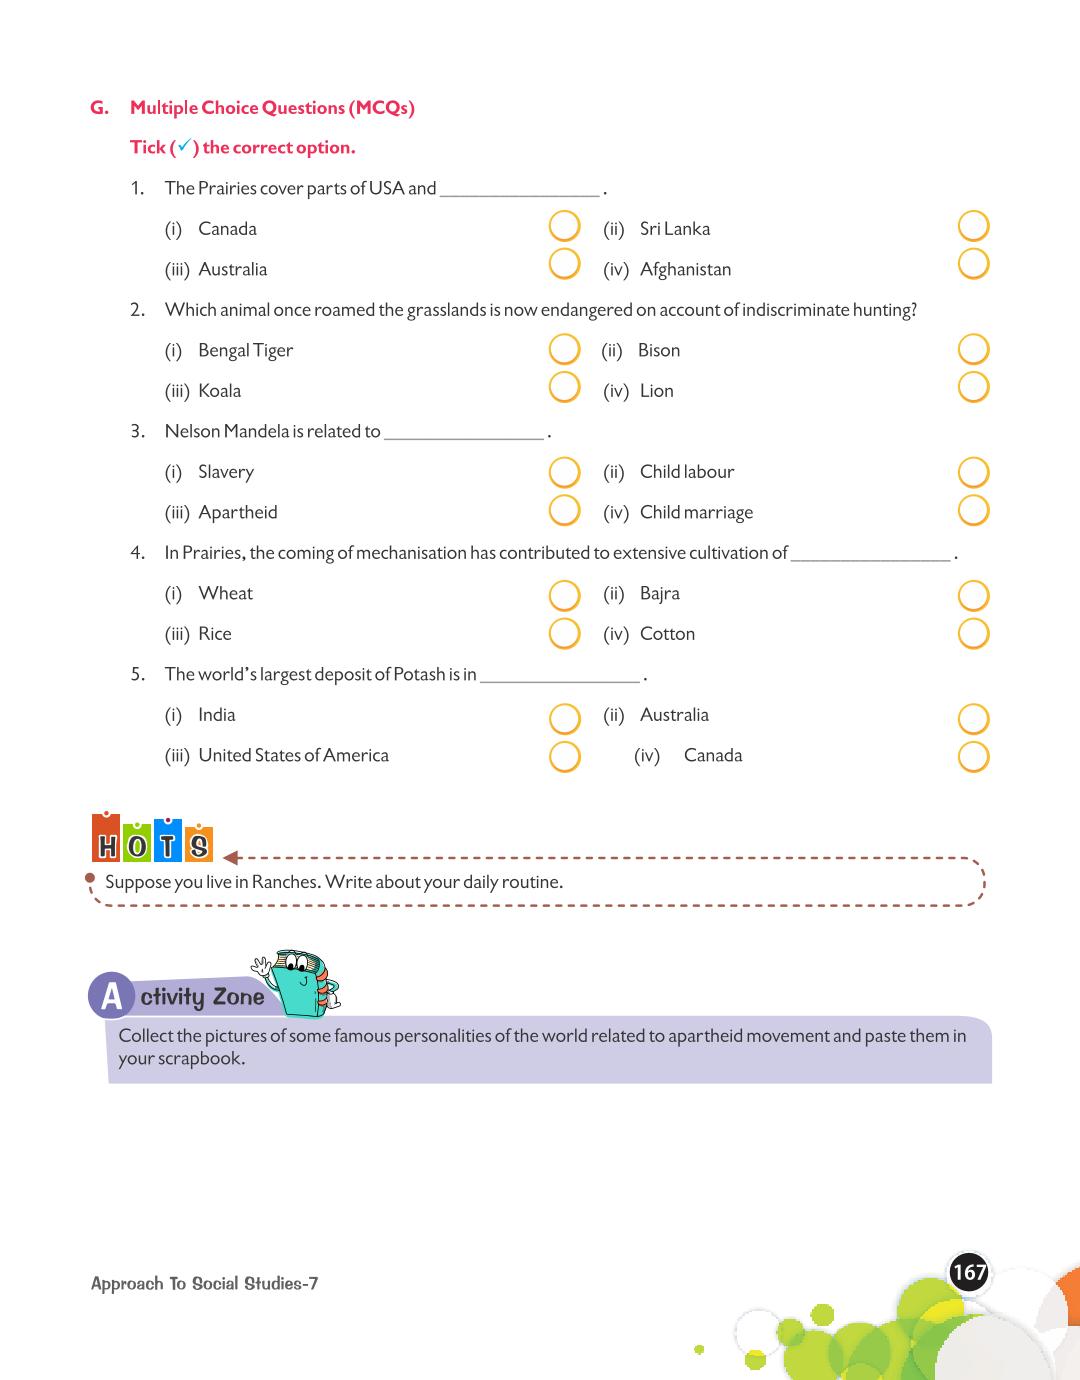 G. Multiple Choice Questions (MCQs)
Tick (✓) the correct option.
1. The Prairies cover parts of USA and ________________ .
(i) Canada (ii) Sri Lanka
(iii) Australia (iv) Afghanistan
2. Which animal once roamed the grasslands is now endangered on account of indiscriminate hunting?
(i) Bengal Tiger (ii) Bison
(iii) Koala (iv) Lion
3. Nelson Mandela is related to ________________ .
(i) Slavery (ii) Child labour
(iii) Apartheid (iv) Child marriage
4. In Prairies, the coming of mechanisation has contributed to extensive cultivation of ________________ .
(i) Wheat (ii) Bajra
(iii) Rice (iv) Cotton
5. The world's largest deposit of Potash is in ________________ .
(i) India (ii) Australia
(iii) United States of America (iv) Canada
HOTS
Suppose you live in Ranches. Write about your daily routine.
Activity Zone
Collect the pictures of some famous personalities of the world related to apartheid movement and paste them in
your scrapbook.
Approach To Social Studies-7
167